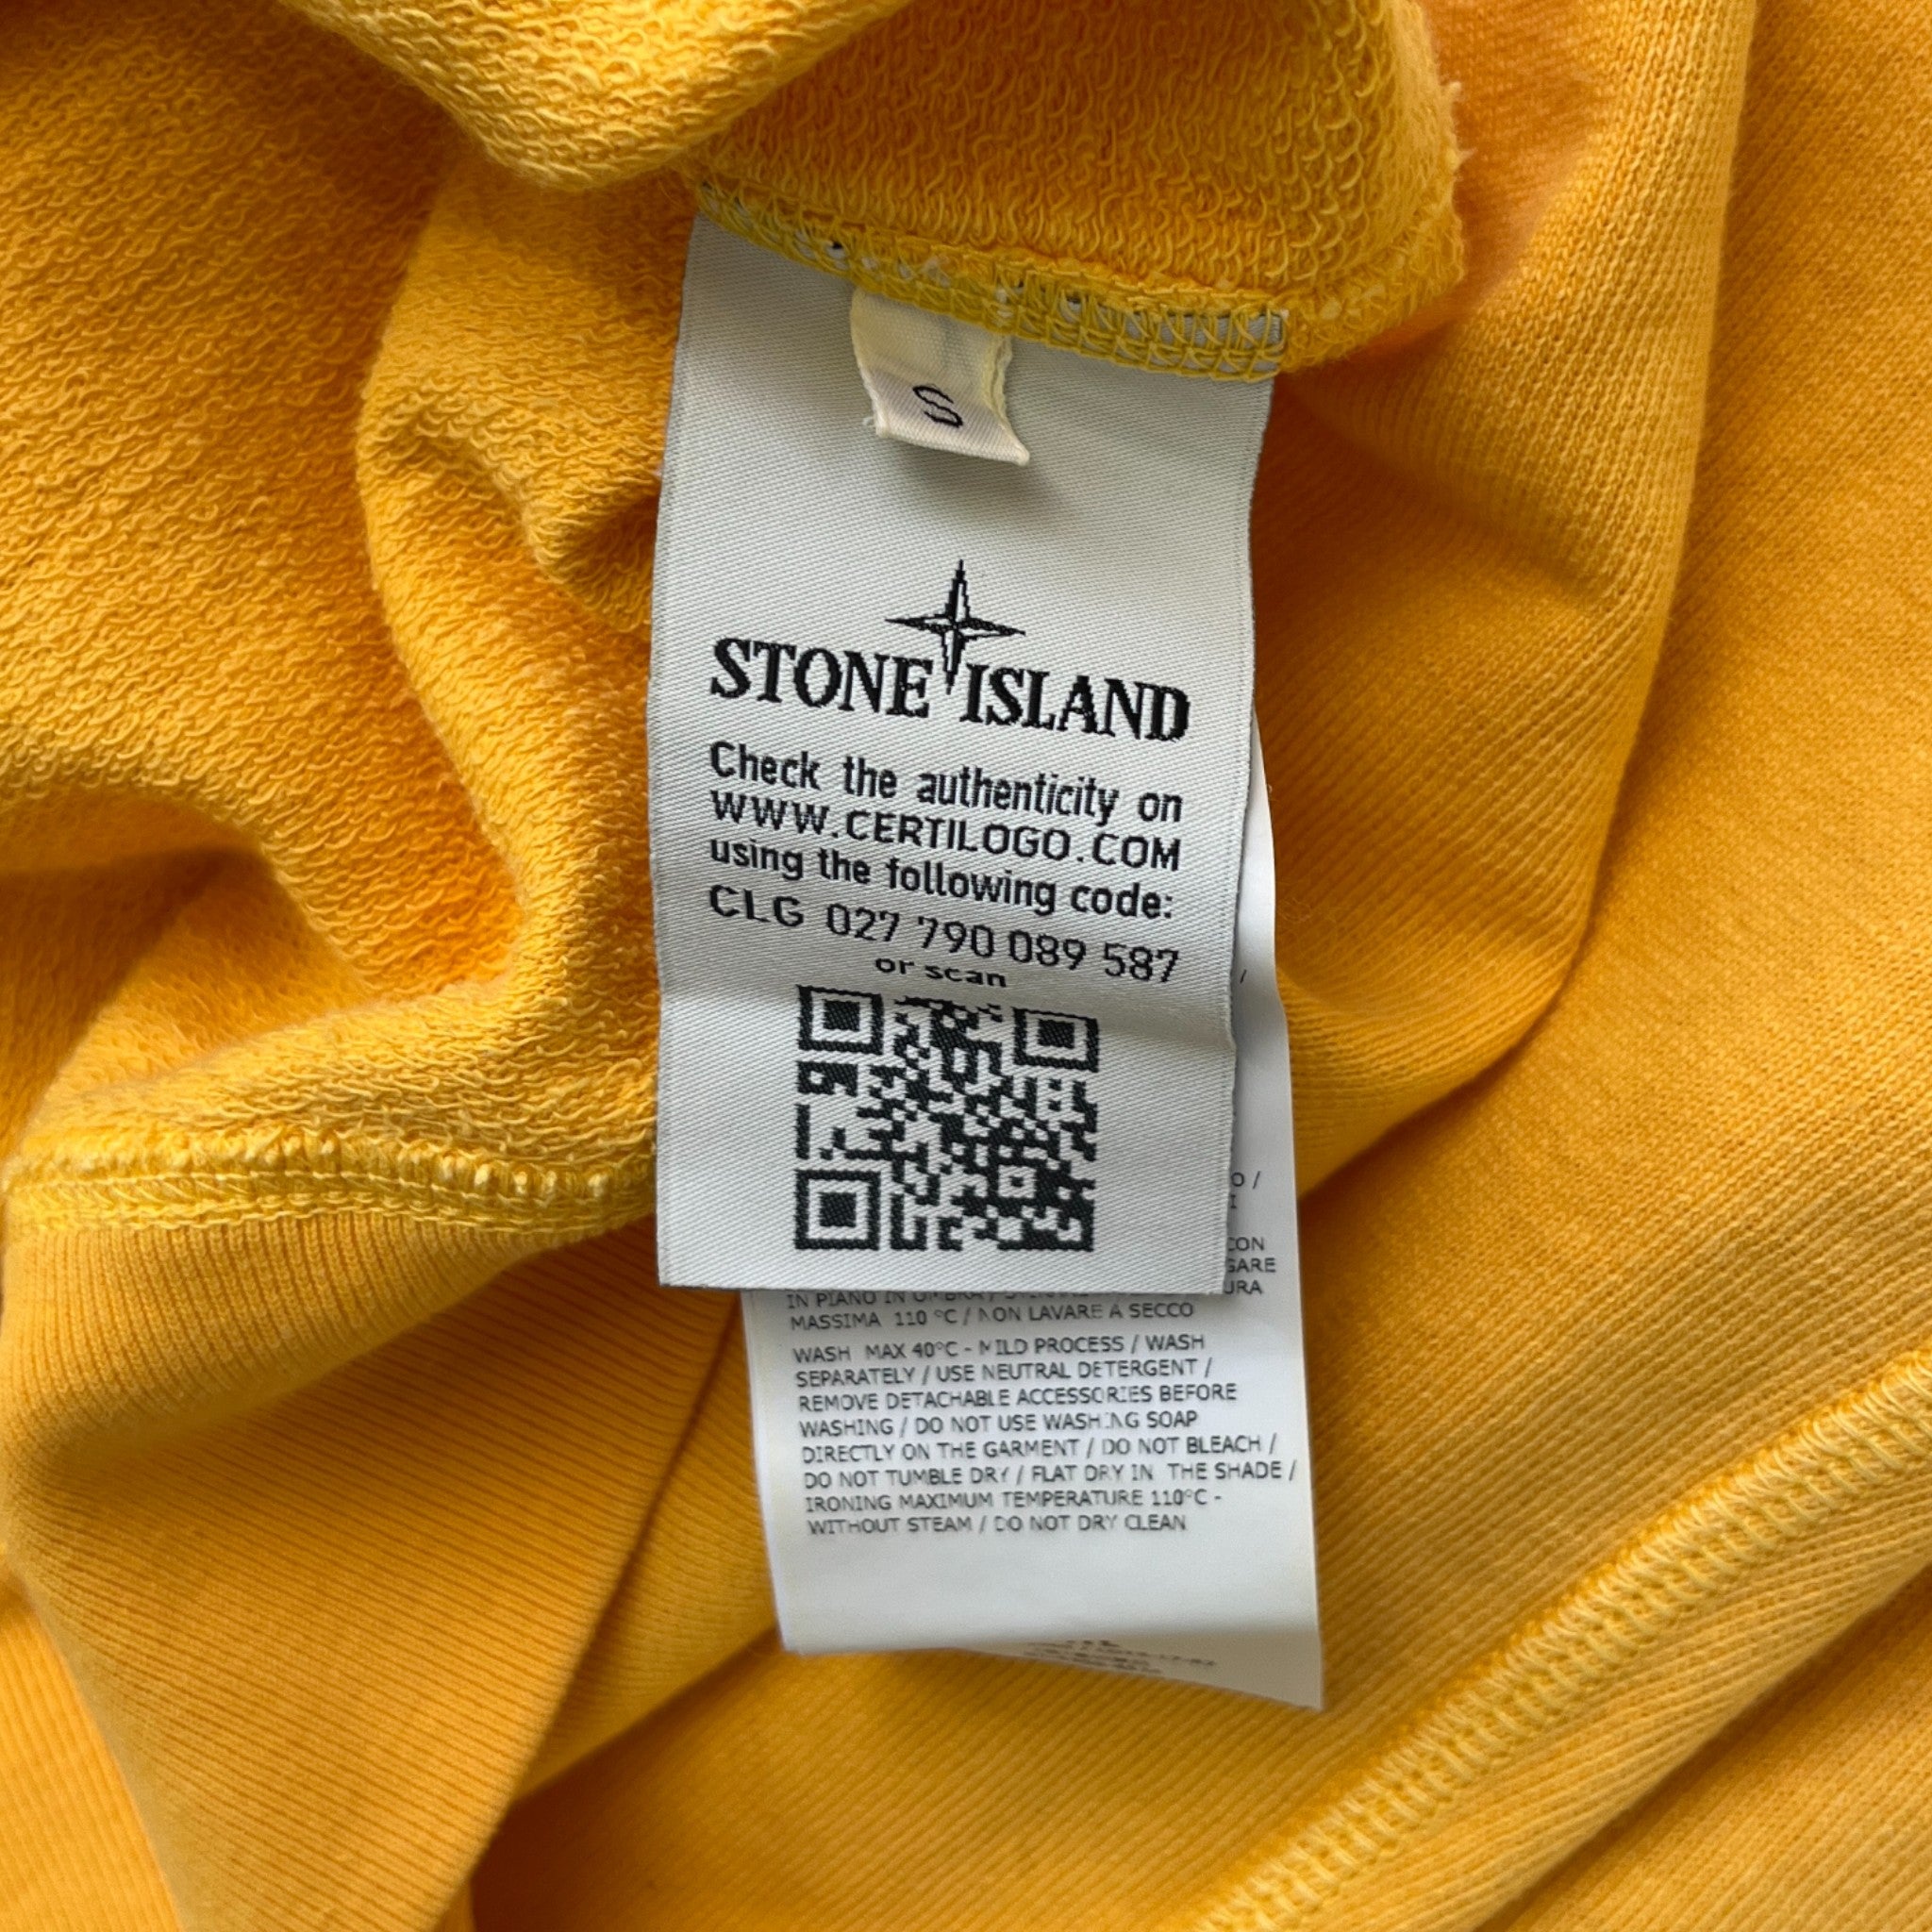 S
STONE ISLAND
Check the authenticity on
WWW.CERTILOGO.COM
using the following code:
CLG 027 790 089 587
or scan
CON
GARE
IN PIANO IN OMBRA /
MASSIMA 110 °C / NON LAVARE A SECCO
WASH MAX 40°C - MILD PROCESS / WASH
SEPARATELY / USE NEUTRAL DETERGENT /
REMOVE DETACHABLE ACCESSORIES BEFORE
WASHING / DO NOT USE WASHING SOAP
DIRECTLY ON THE GARMENT / DO NOT BLEACH /
DO NOT TUMBLE DRY / FLAT DRY IN THE SHADE /
IRONING MAXIMUM TEMPERATURE 110°C -
WITHOUT STEAM / DO NOT DRY CLEAN